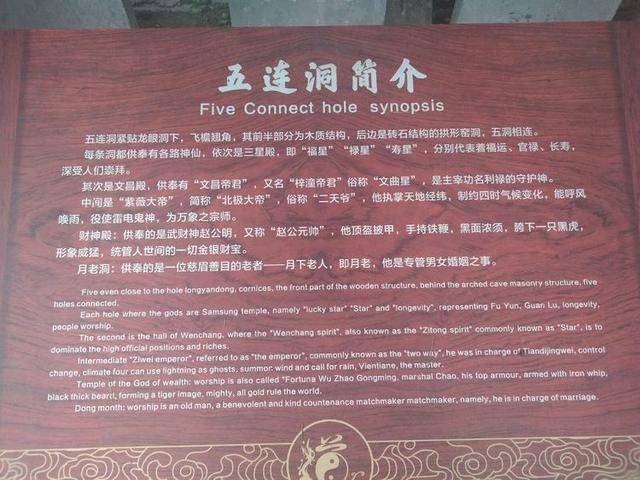 五连洞简介
Five Connect hole synopsis
五连洞紧贴龙眼洞下，飞檐翘角，其前半部分为木质结构，后边是砖石结构的拱形窑洞，五洞相连。
每条洞都供奉有各路神仙，依次是三星殿，即“福星”“禄星”“寿星”，分别代表着福运、官禄、长寿，
深受人们崇拜。
其次是文昌殿，供奉有“文昌帝君”，又名“梓潼帝君”俗称“文曲星”，是主宰功名利禄的守护神。
中间是“紫薇大帝”，简称“北极大帝”，俗称“二天爷”，他执掌天地经纬，制约四时气候变化，能呼风
唤雨，役使雷电鬼神，为万象之宗师。
财神殿：供奉的是武财神赵公明，又称“赵公元帅”，他顶盔披甲，手持铁鞭，黑面浓须，胯下一只黑虎，
形象威猛，统管人世间的一切金银财宝。
月老洞：供奉的是一位慈眉善目的老者——月下老人，即月老，他是专管男女婚姻之事。
Five even close to the hole longyandong, cornices, the front part of the wooden structure, behind the arched cave masonry structure, five
holes connected.
Each hole where the gods are Samsung temple, namely "lucky star" "Star" and "longevity", representing Fu Yun, Guan Lu, longevity,
people worship.
The second is the hall of Wenchang, where the "Wenchang spirit", also known as the "Zitong spirit" commonly known as "Star", is to
dominate the high official positions and riches.
Intermediate "Ziwei emperor", referred to as "the emperor", commonly known as the "two way", he was in charge of Tiandijingwei, control
change, climate four can use lightning as ghosts, summon wind and call for rain, Vientiane, the master.
Temple of the God of wealth: worship is also called "Fortuna Wu Zhao Gongming, marshal Chao, his top armour, armed with iron whip,
black thick beartl, forming a tiger image, mighty, all gold rule the world.
Dong month: worship is an old man, a benevolent and kind countenance matchmaker matchmaker, namely, he is in charge of marriage.